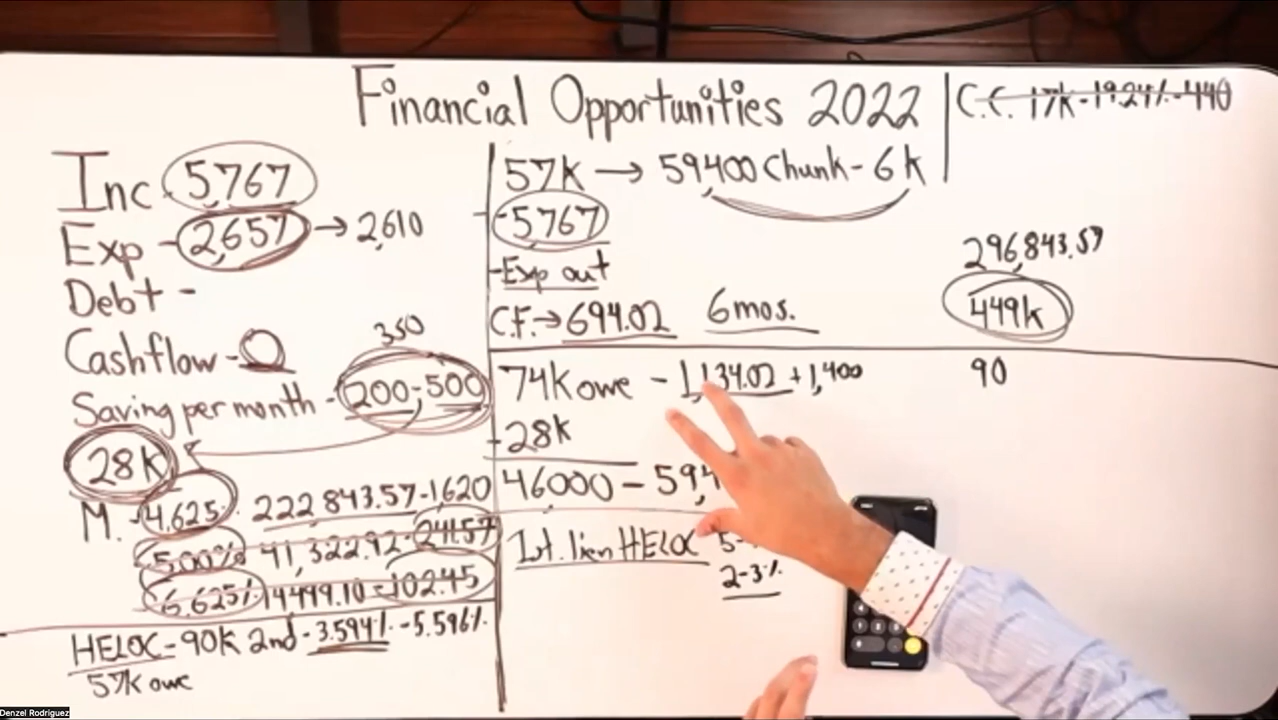 Financial Opportunities 2022
C.C. 17k-19.24%-440
Inc 5,767
Exp - 2,657 → 2,610
Debt -
Cashflow - 0
350
Saving per month - 200-500
28k
M. - 4.625% 222 843.57-1620
5.00% 41,322.92-241.57
6.625% 14499.10-102.45
HELOC- 90k 2nd - 3.594% - 5.596%
57k owe
57k → 59,400 Chunk - 6k
-5767
-Exp out
C.F. → 694.02 6mos.
296,843.57
449k
74k owe - 1,134.02 + 1,400
90
-28k
46000 - 59,4
1st. lien HELOC 5-
2-3%
Denzel Rodriguez